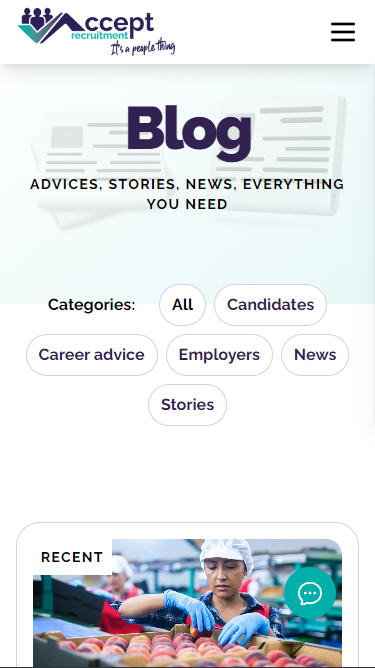 Accept
recruitment
It's a people thing
Blog
ADVICES, STORIES, NEWS, EVERYTHING
YOU NEED
Categories:
All
Candidates
Career advice
Employers
News
Stories
RECENT